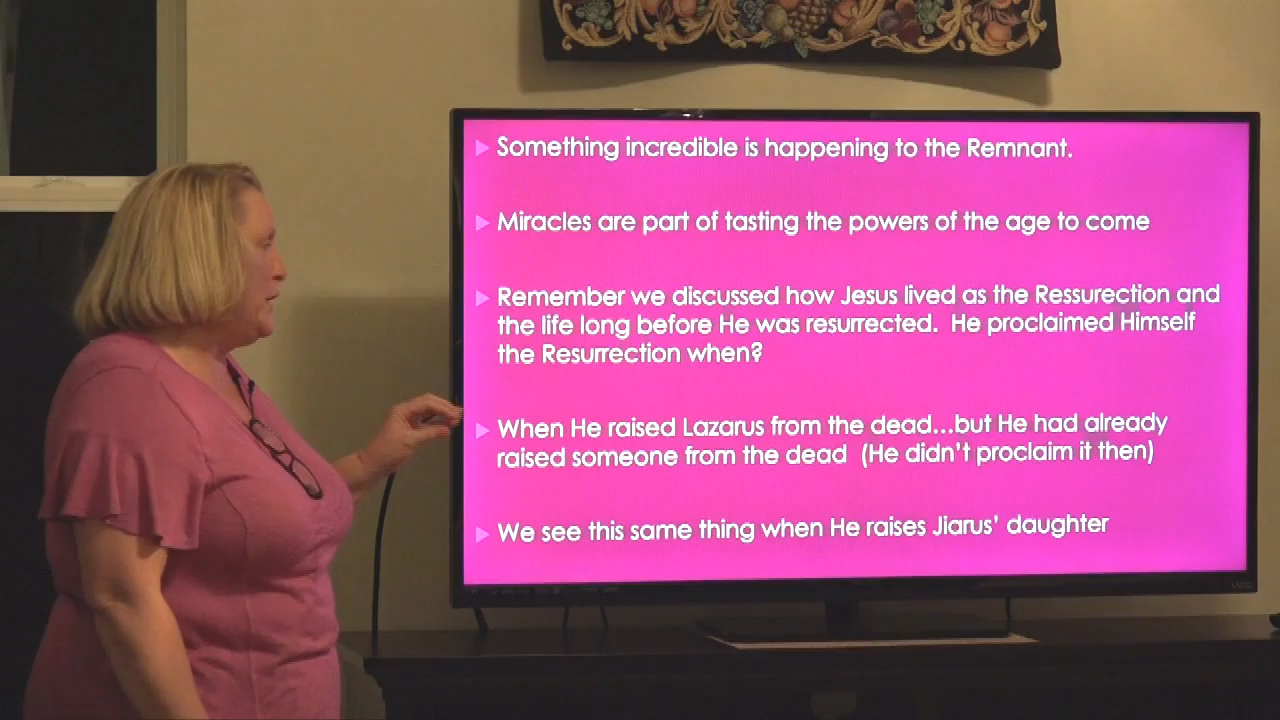 Something incredible is happening to the Remnant.
Miracles are part of tasting the powers of the age to come
Remember we discussed how Jesus lived as the Ressurection and
the life long before He was resurrected. He proclaimed Himself
the Resurrection when?
When He raised Lazarus from the dead...but He had already
raised someone from the dead (He didn't proclaim it then)
We see this same thing when He raises Jiarus' daughter
VIZIO